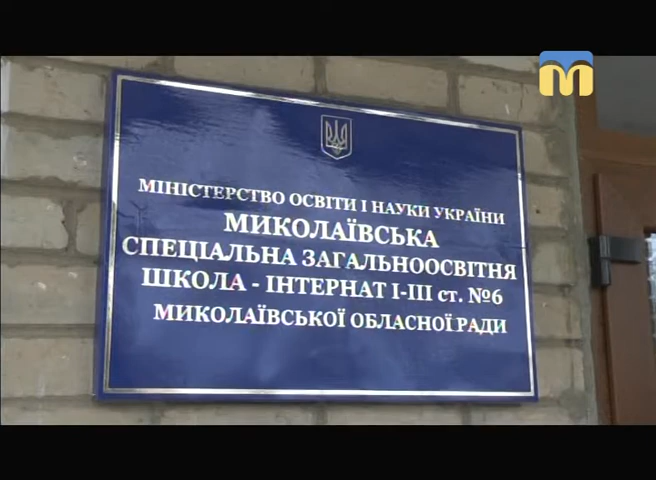 МІНІСТЕРСТВО ОСВІТИ І НАУКИ УКРАЇНИ
МИКОЛАЇВСЬКА
СПЕЦІАЛЬНА ЗАГАЛЬНООСВІТНЯ
ШКОЛА - ІНТЕРНАТ І-ІІІ ст. №6
МИКОЛАЇВСЬКОЇ ОБЛАСНОЇ РАДИ